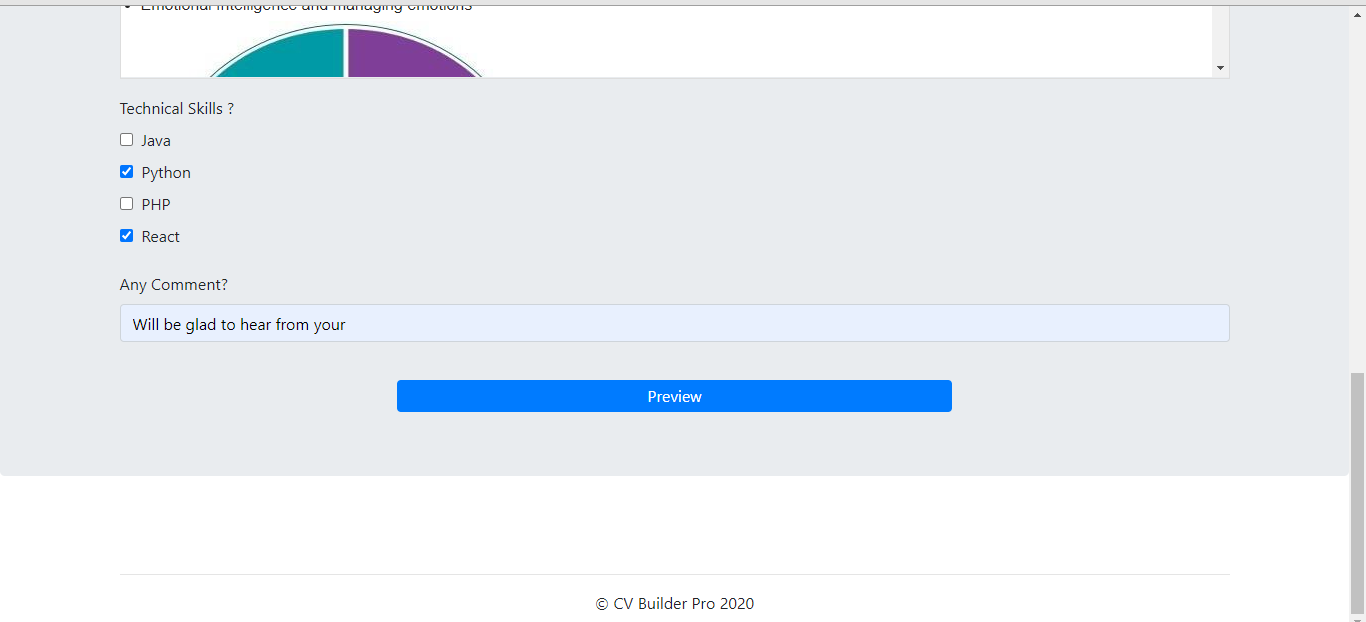 Emotional intelligence and managing emotions
Technical Skills ?
Java
Python
PHP
React
Any Comment?
Will be glad to hear from your
Preview
© CV Builder Pro 2020